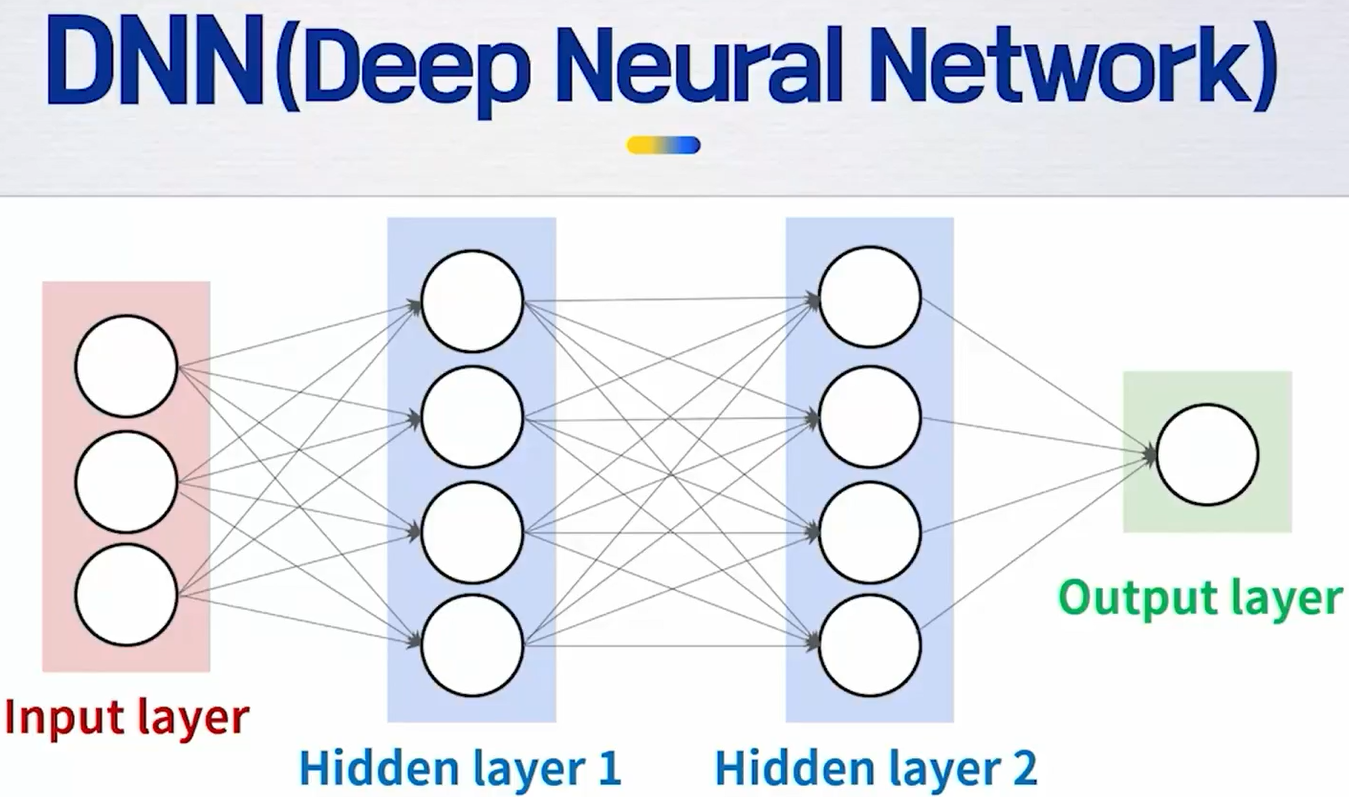 DNN(Deep Neural Network)
Input layer
Hidden layer 1
Hidden layer 2
Output layer